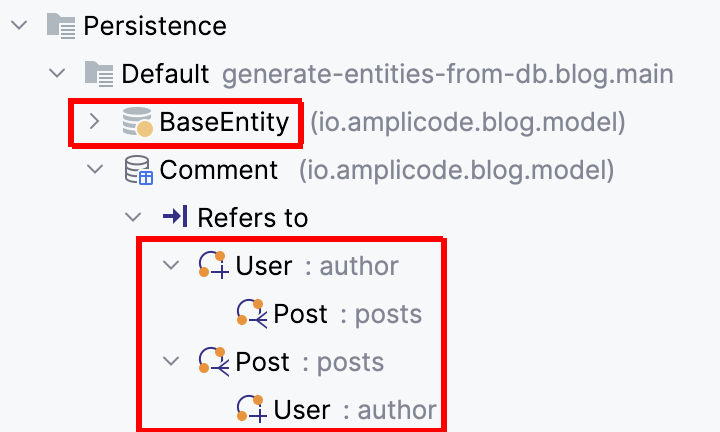 Persistence
Default generate-entities-from-db.blog.main
BaseEntity (io.amplicode.blog.model)
Comment (io.amplicode.blog.model)
Refers to
User : author
Post : posts
Post : posts
User : author